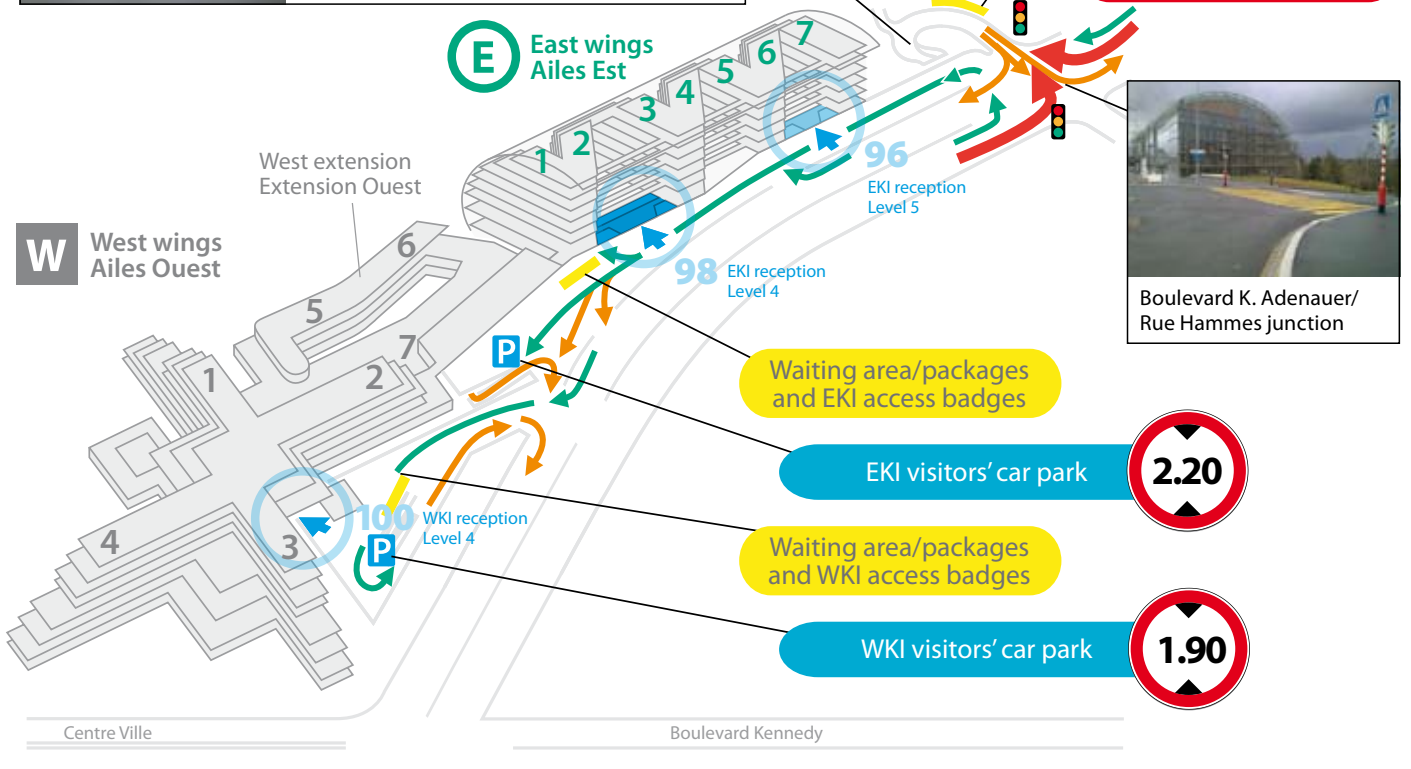 E
East wings
Ailes Est
1
2
3
4
5
6
7
96
EKI reception
Level 5
West extension
Extension Ouest
W
West wings
Ailes Ouest
6
5
7
2
1
4
3
98
EKI reception
Level 4
Boulevard K. Adenauer/
Rue Hammes junction
P
Waiting area/packages
and EKI access badges
EKI visitors’ car park
2.20
100
WKI reception
Level 4
P
Waiting area/packages
and WKI access badges
WKI visitors’ car park
1.90
Centre Ville
Boulevard Kennedy